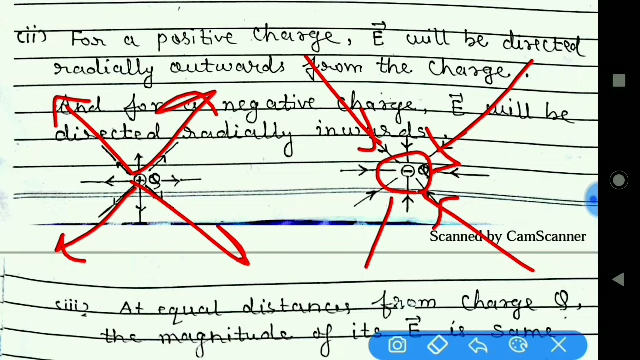 (ii) For a positive charge, E⃗ will be directed
radially outwards from the charge.
And for a negative charge, E⃗ will be
directed radially inwards.
+ Q
- Q
Scanned by CamScanner
(iii) At equal distances from charge Q,
the magnitude of its E⃗ is same